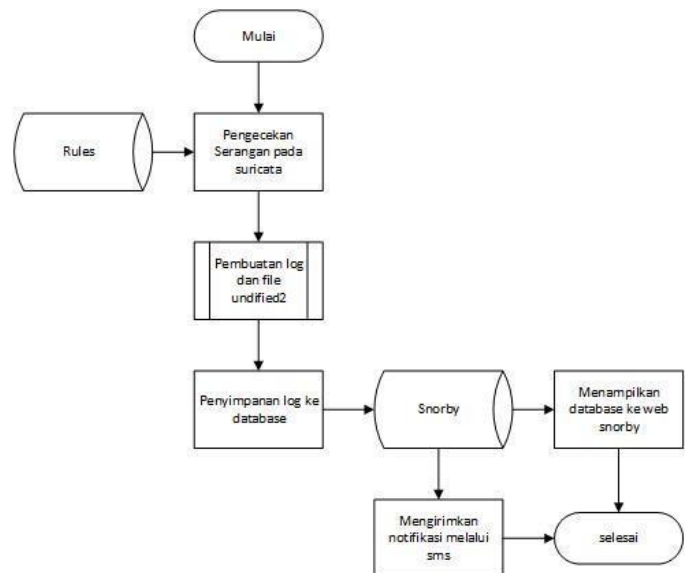 Mulai
Rules
Pengecekan
Serangan pada
suricata
Pembuatan log
dan file
undified2
Penyimpanan log ke
database
Snorby
Menampilkan
database ke web
snorby
Mengirimkan
notifikasi melalui
sms
selesai